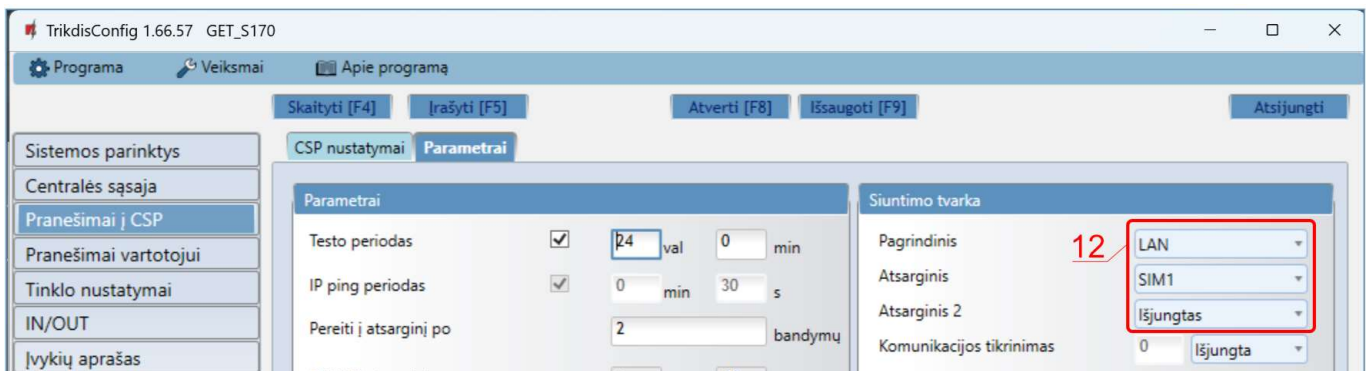 TrikdisConfig 1.66.57 GET_S170
Programa Veiksmai Apie programą
Skaityti [F4] Įrašyti [F5] Atverti [F8] Išsaugoti [F9] Atsijungti
Sistemos parinktys
Centralės sąsaja
Pranešimai į CSP
Pranešimai vartotojui
Tinklo nustatymai
IN/OUT
Įvykių aprašas
CSP nustatymai Parametrai
Parametrai
Testo periodas 24 val 0 min
IP ping periodas 0 min 30 s
Pereiti į atsarginį po 2 bandymų
Siuntimo tvarka
Pagrindinis 12 LAN
Atsarginis SIM1
Atsarginis 2 Išjungtas
Komunikacijos tikrinimas 0 Išjungta